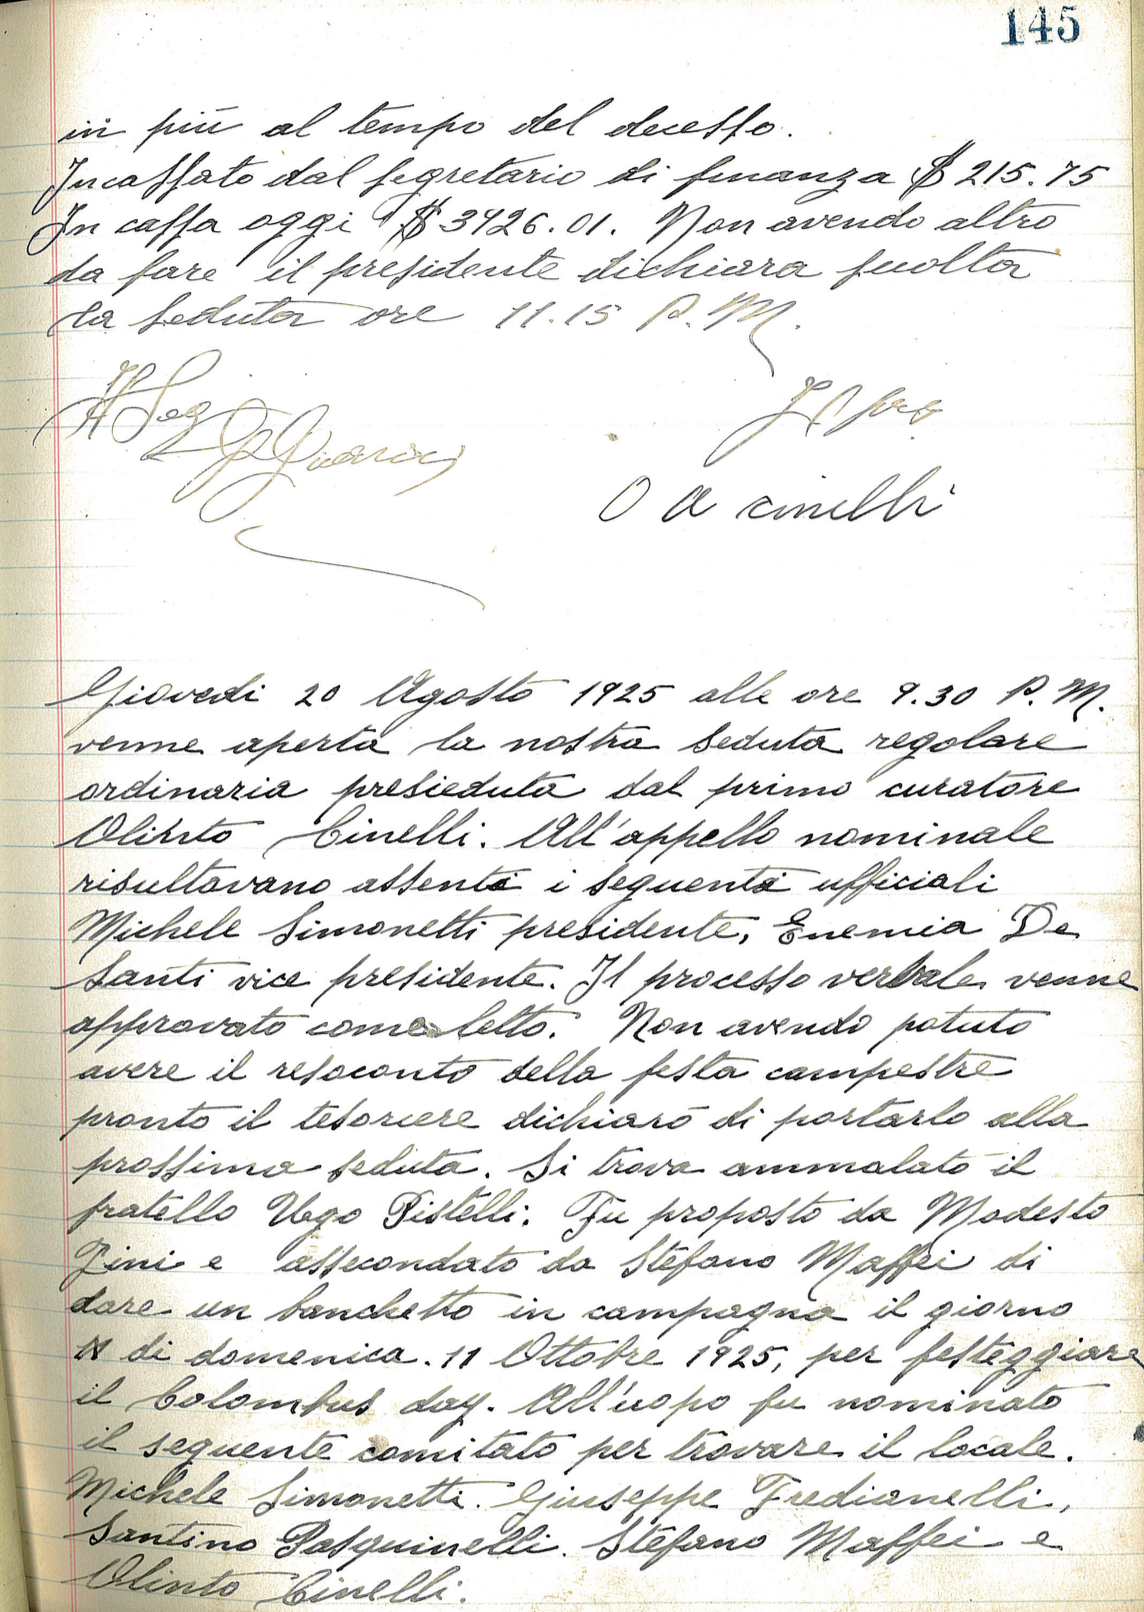 145
in più al tempo del decesso.
Incassato dal segretario di finanza $ 215.75
In cassa oggi $ 3926.01. Non avendo altro
da fare il presidente dichiara sciolta
la seduta ore 11.15 P.M.
Il Seg
Il pro
O a cinelli
Giovedi 20 Agosto 1925 alle ore 9.30 P.M.
venne aperta la nostra seduta regolare
ordinaria presieduta dal primo curatore
Olinto Cinelli. All'appello nominale
risultavano assenti i seguenti ufficiali
Michele Simonetti presidente, Enemia De
Santi vice presidente. Il processo verbale venne
approvato come letto. Non avendo potuto
avere il resoconto della festa campestre
pronto il tesoriere dichiarò di portarlo alla
prossima seduta. Si trova ammalato il
fratello Ugo Pistelli. Fu proposto da Modesto
Pini e assecondato da Stefano Maffei di
dare un banchetto in campagna il giorno
di domenica. 11 Ottobre 1925, per festeggiare
il Colombus day. All'uopo fu nominato
il seguente comitato per trovare il locale.
Michele Simonetti. Giuseppe Fredianelli,
Santino Pasquinelli. Stefano Maffei e
Olinto Cinelli.